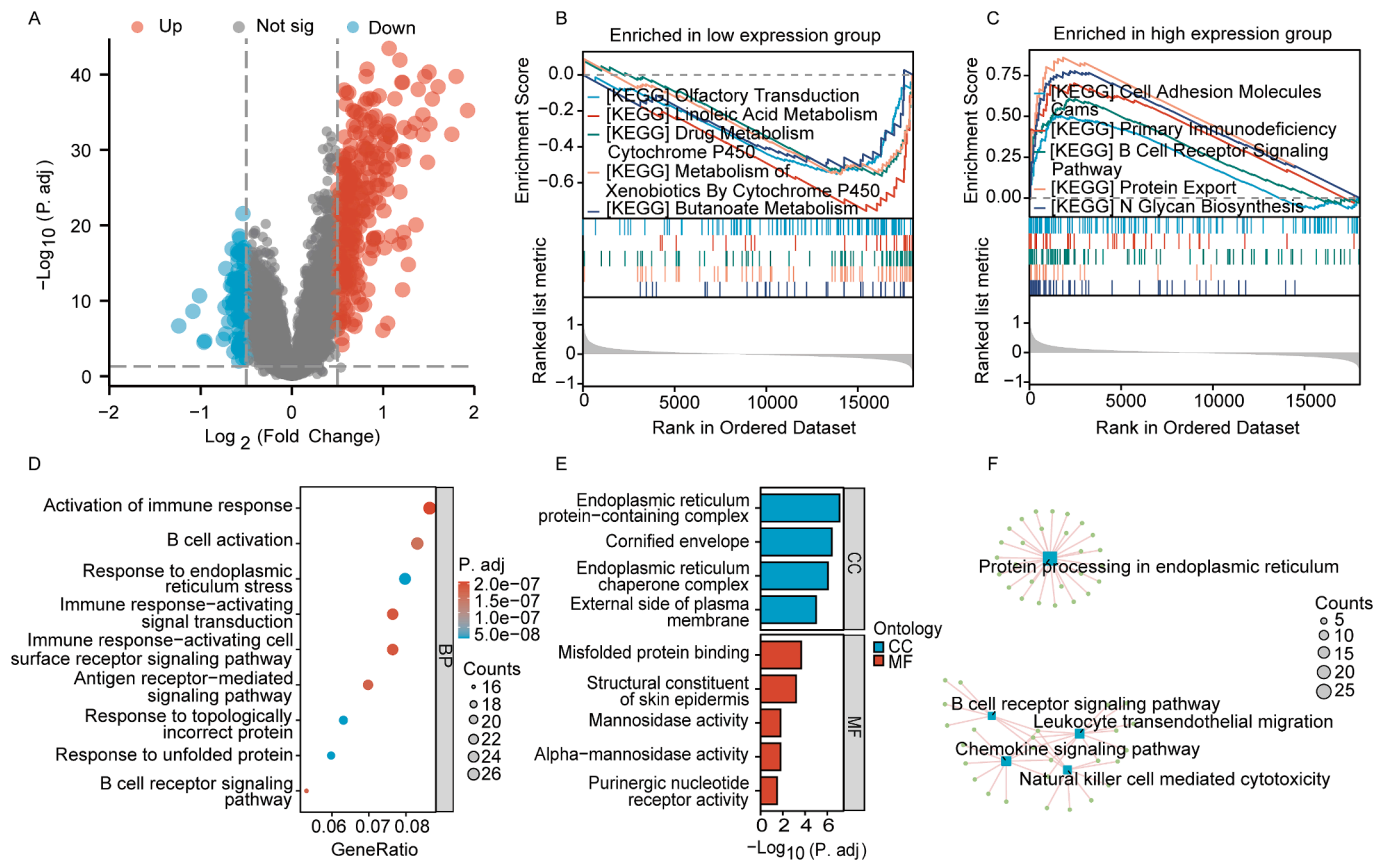 A
Up
Not sig
Down
40
30
20
10
0
−Log10 (P. adj)
−2
−1
0
1
2
Log 2 (Fold Change)
B
Enriched in low expression group
0.0
−0.2
−0.4
−0.6
Enrichment Score
[KEGG] Olfactory Transduction
[KEGG] Linoleic Acid Metabolism
[KEGG] Drug Metabolism
Cytochrome P450
[KEGG] Metabolism of
Xenobiotics By Cytochrome P450
[KEGG] Butanoate Metabolism
Ranked list metric
1
0
−1
0
5000
10000
15000
Rank in Ordered Dataset
C
Enriched in high expression group
0.75
0.50
0.25
0.00
Enrichment Score
[KEGG] Cell Adhesion Molecules
Cams
[KEGG] Primary Immunodeficiency
[KEGG] B Cell Receptor Signaling
Pathway
[KEGG] Protein Export
[KEGG] N Glycan Biosynthesis
Ranked list metric
1
0
−1
0
5000
10000
15000
Rank in Ordered Dataset
D
Activation of immune response
B cell activation
Response to endoplasmic
reticulum stress
Immune response−activating
signal transduction
Immune response−activating cell
surface receptor signaling pathway
Antigen receptor−mediated
signaling pathway
Response to topologically
incorrect protein
Response to unfolded protein
B cell receptor signaling
pathway
BP
0.06
0.07
0.08
GeneRatio
P. adj
2.0e−07
1.5e−07
1.0e−07
5.0e−08
Counts
16
18
20
22
24
26
E
Endoplasmic reticulum
protein−containing complex
Cornified envelope
Endoplasmic reticulum
chaperone complex
External side of plasma
membrane
CC
Misfolded protein binding
Structural constituent
of skin epidermis
Mannosidase activity
Alpha−mannosidase activity
Purinergic nucleotide
receptor activity
MF
0 2 4 6
−Log10 (P. adj)
Ontology
CC
MF
F
Protein processing in endoplasmic reticulum
B cell receptor signaling pathway
Leukocyte transendothelial migration
Chemokine signaling pathway
Natural killer cell mediated cytotoxicity
Counts
5
10
15
20
25